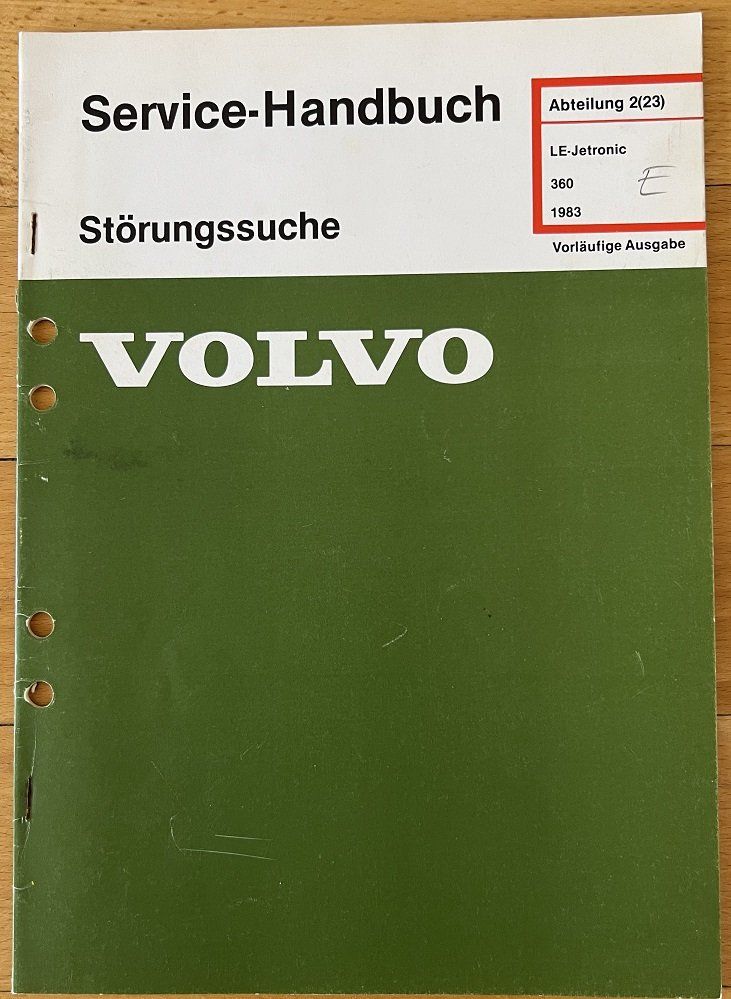 Service-Handbuch
Störungssuche
Abteilung 2(23)
LE-Jetronic
360 E
1983
Vorläufige Ausgabe
VOLVO